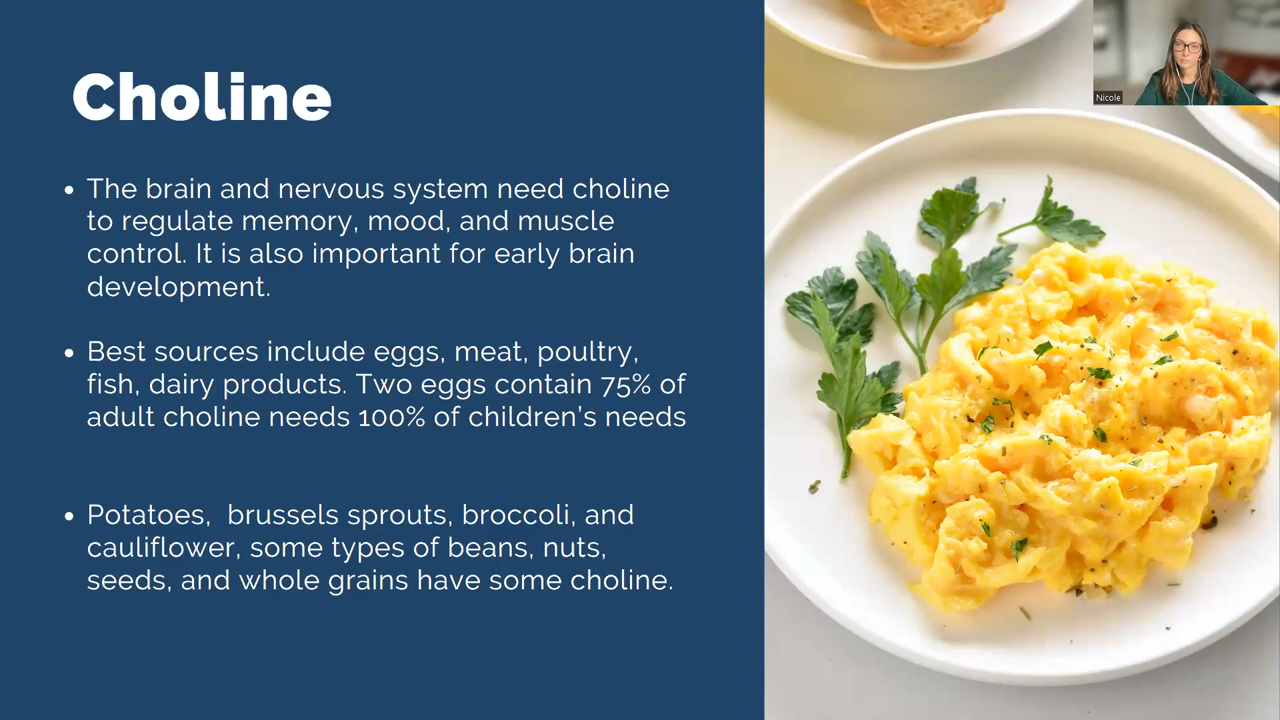 Choline
• The brain and nervous system need choline
to regulate memory, mood, and muscle
control. It is also important for early brain
development.
• Best sources include eggs, meat, poultry,
fish, dairy products. Two eggs contain 75% of
adult choline needs 100% of children's needs
• Potatoes,  brussels sprouts, broccoli, and
cauliflower, some types of beans, nuts,
seeds, and whole grains have some choline.
Nicole